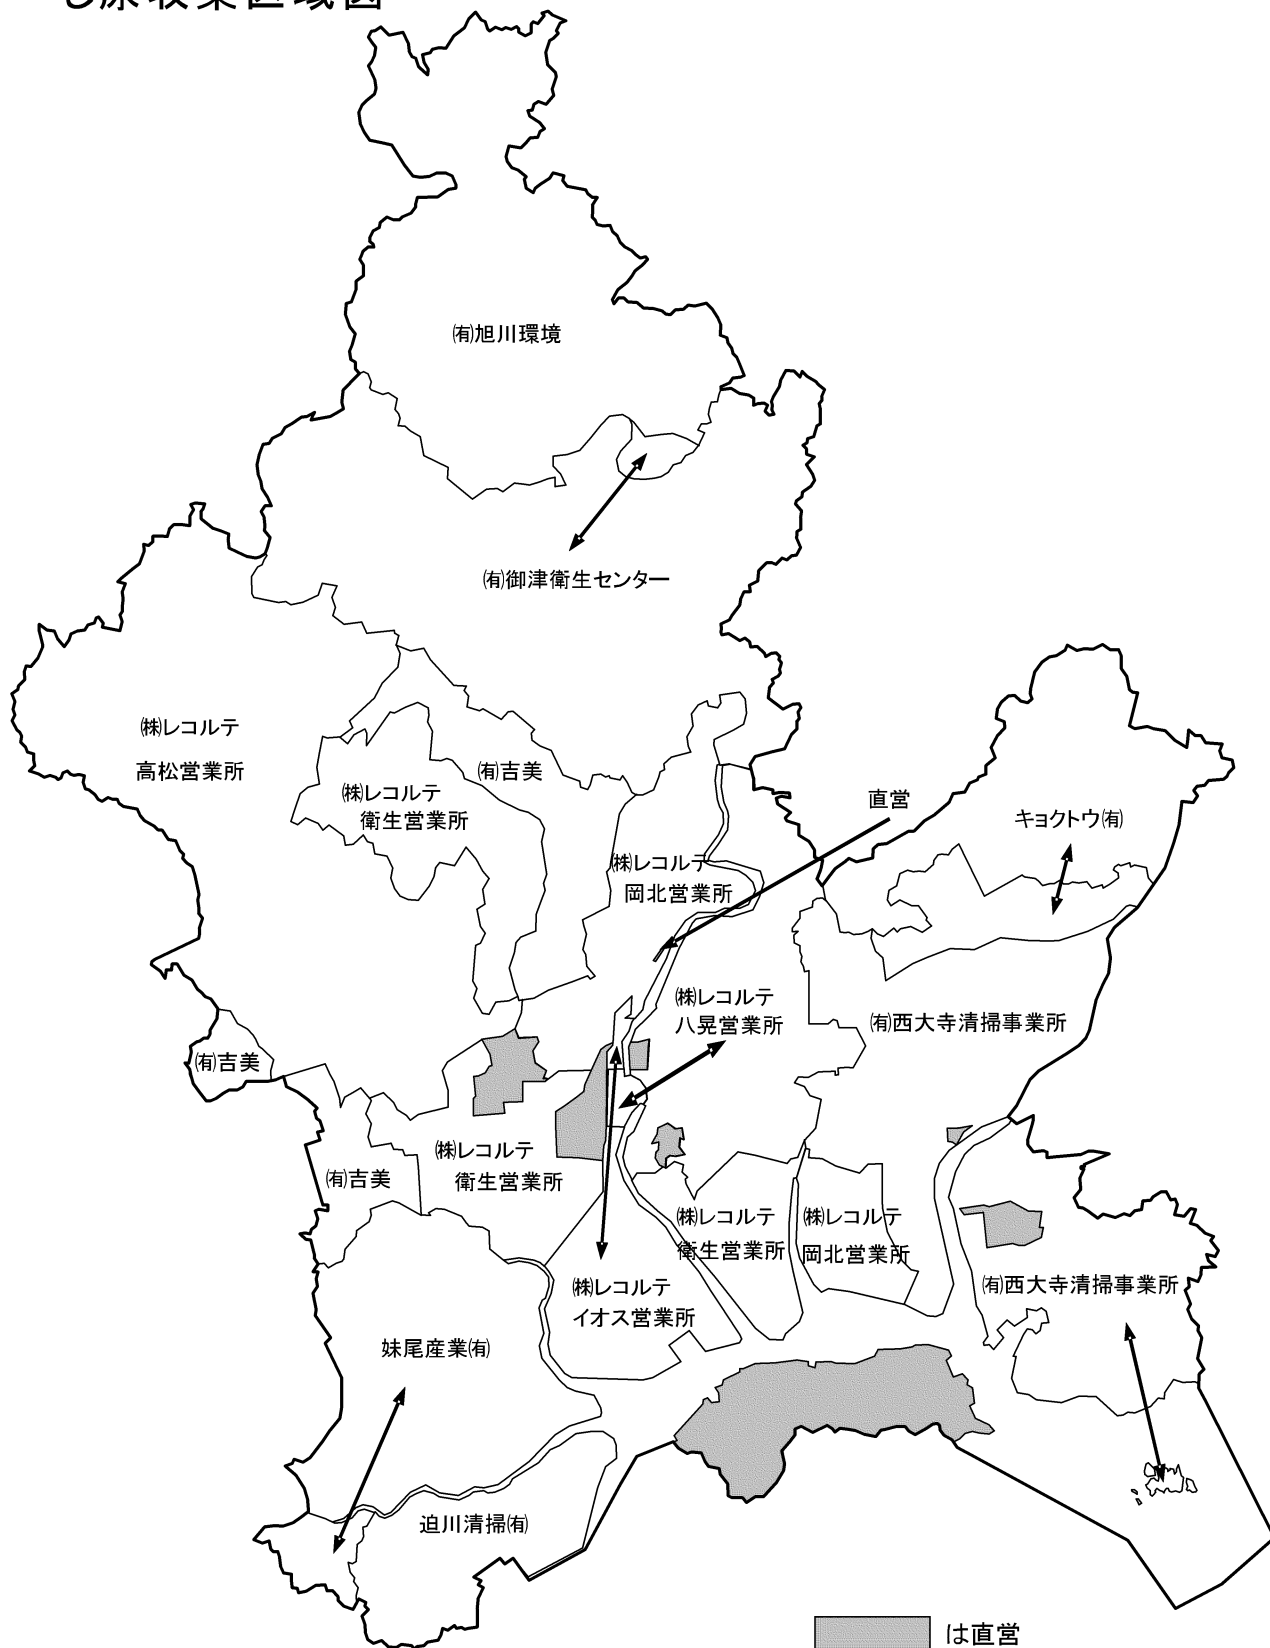 し尿収集区域図
㈲旭川環境
㈲御津衛生センター
㈱レコルテ
高松営業所
㈱レコルテ
衛生営業所
㈲吉美
直営
キョクトウ㈲
㈱レコルテ
岡北営業所
㈱レコルテ
八晃営業所
㈲西大寺清掃事業所
㈲吉美
㈲吉美
㈱レコルテ
衛生営業所
㈱レコルテ
衛生営業所
㈱レコルテ
岡北営業所
㈲西大寺清掃事業所
㈱レコルテ
イオス営業所
妹尾産業㈲
迫川清掃㈲
は直営